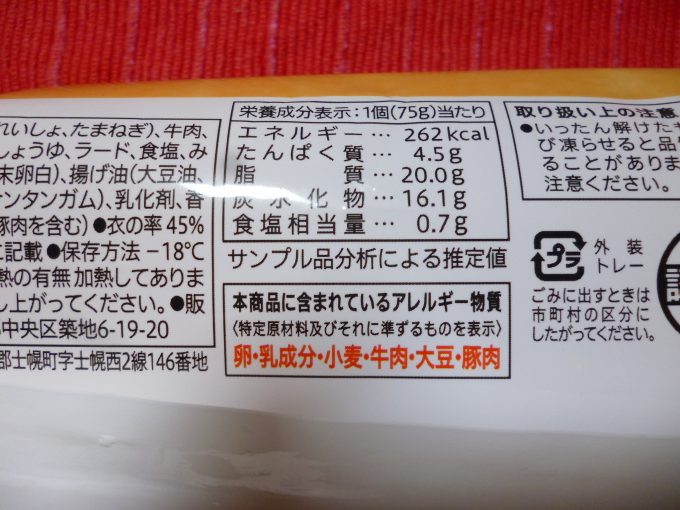 れいしょ、たまねぎ)、牛肉、
しょうゆ、ラード、食塩、み
末卵白)、揚げ油(大豆油、
ンタンガム)、乳化剤、香
豚肉を含む) ●衣の率45%
に記載 ●保存方法 −18℃
熱の有無 加熱してありま
し上がってください。●販
中央区築地6-19-20
郡士幌町字士幌西2線146番地
栄養成分表示:1個(75g)当たり
エネルギー… 262kcal
たんぱく質… 4.5g
脂質… 20.0g
炭水化物… 16.1g
食塩相当量… 0.7g
サンプル品分析による推定値
本商品に含まれているアレルギー物質
〈特定原材料及びそれに準ずるものを表示〉
卵・乳成分・小麦・牛肉・大豆・豚肉
取り扱い上の注意
●いったん解けた
び凍らせると品
ることがありま
注意ください。
プラ
外装
トレー
ごみに出すときは
市町村の区分に
したがってください。